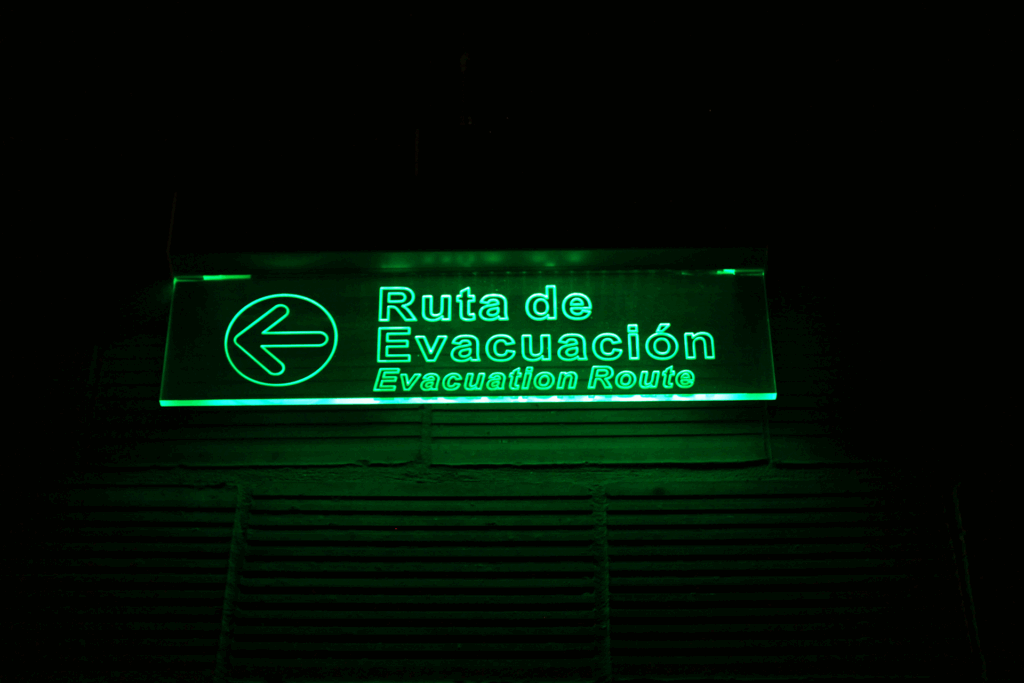 Ruta de
Evacuación
Evacuation Route